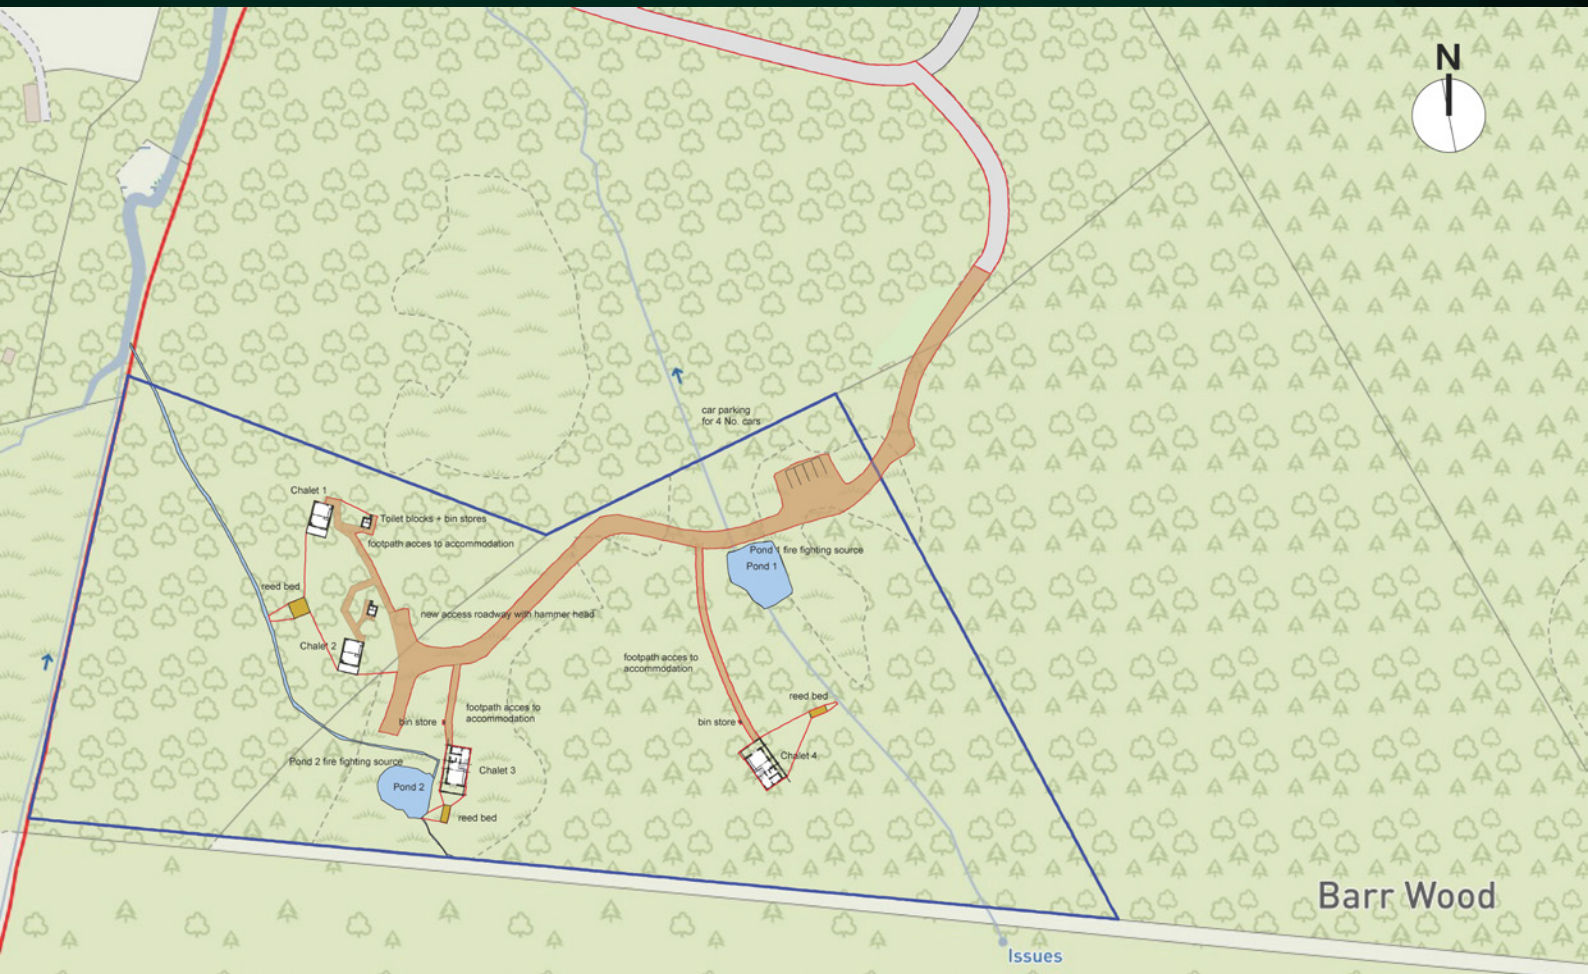 N
car parking
for 4 No. cars
Chalet 1
Toilet blocks + bin stores
footpath acces to accommodation
Pond 1 fire fighting source
Pond 1
reed bed
new access roadway with hammer head
Chalet 2
footpath acces to
accommodation
reed bed
footpath acces to
accommodation
bin store
bin store
Chalet 4
Pond 2 fire fighting source
Chalet 3
Pond 2
reed bed
Barr Wood
Issues